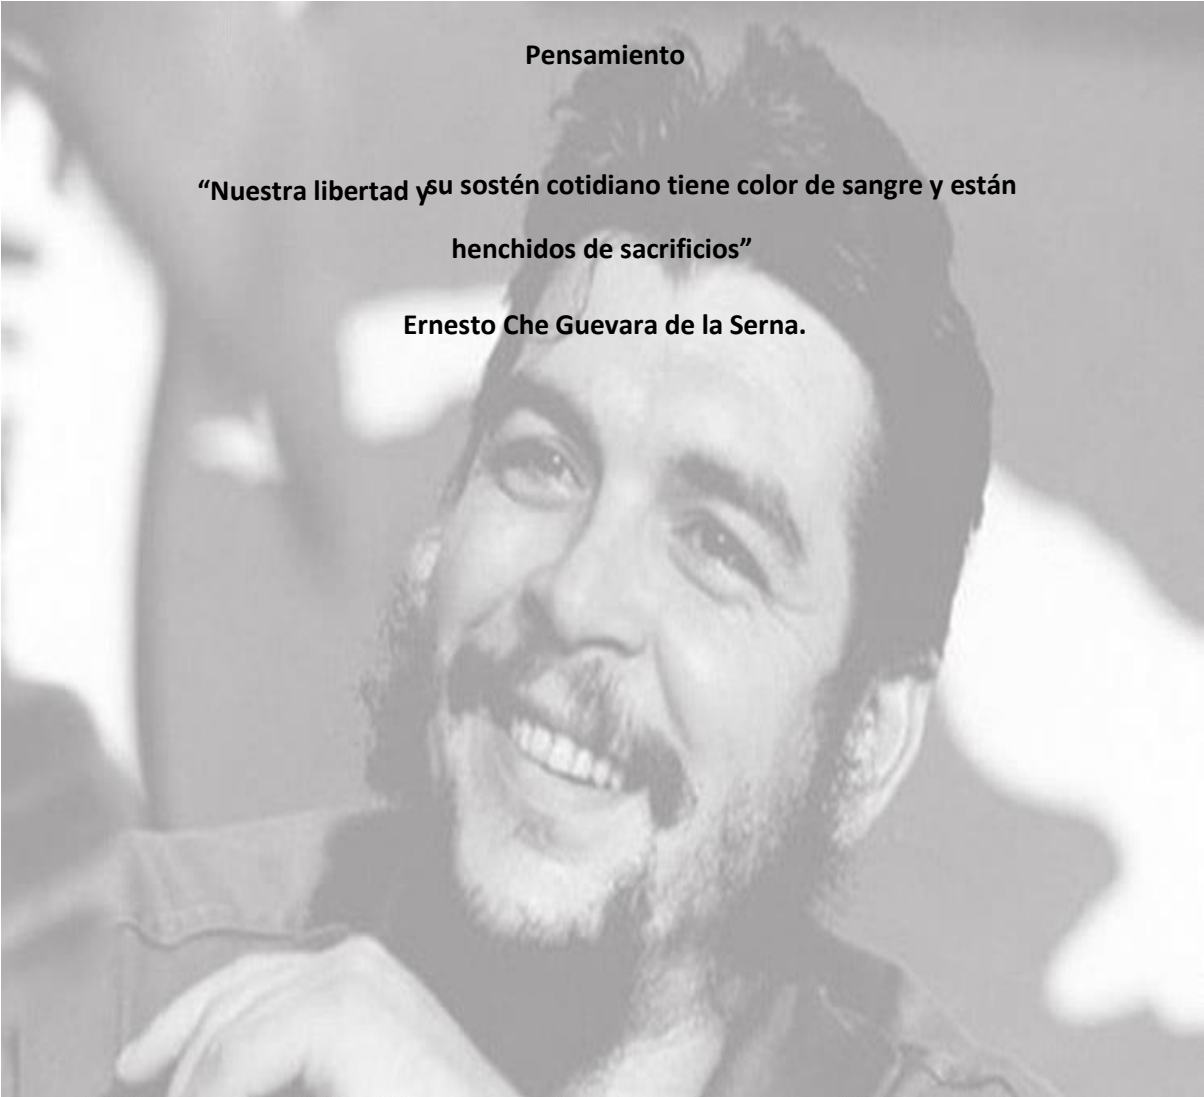 Pensamiento
“Nuestra libertad y su sostén cotidiano tiene color de sangre y están
henchidos de sacrificios”
Ernesto Che Guevara de la Serna.